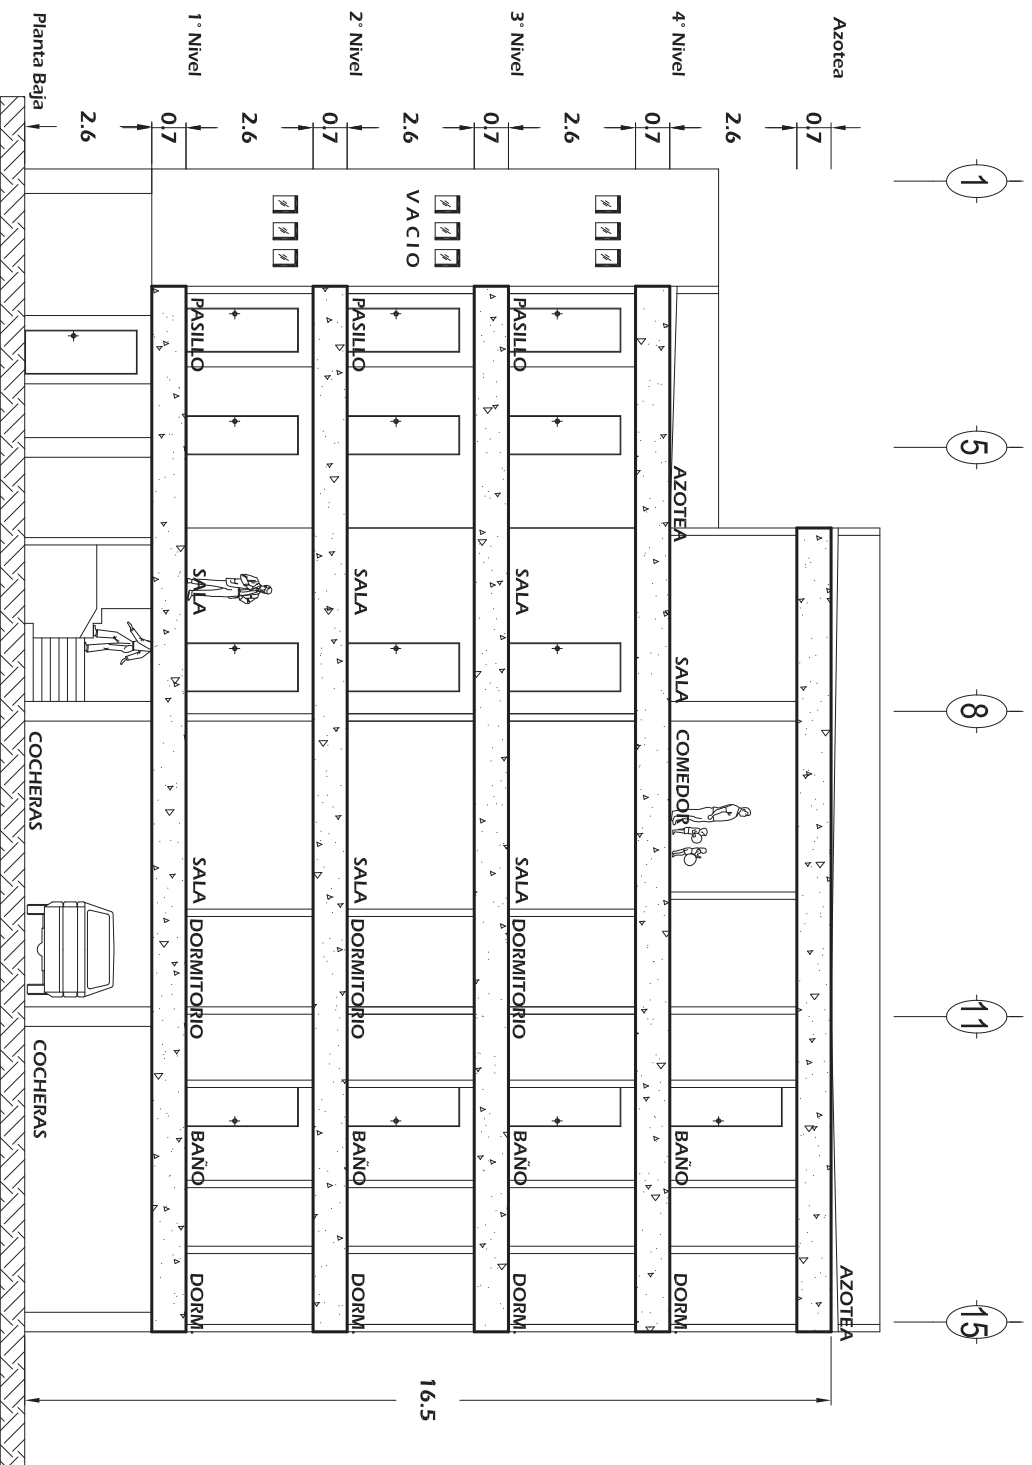 1 5 8 11 15
Azotea AZOTEA
0.7
2.6
4° Nivel AZOTEA SALA COMEDOR BAÑO DORM.
0.7
2.6
3° Nivel PASILLO SALA SALA DORMITORIO BAÑO DORM.
0.7
2.6 VACIO 16.5
2° Nivel PASILLO SALA SALA DORMITORIO BAÑO DORM.
0.7
2.6
1° Nivel PASILLO SALA SALA DORMITORIO BAÑO DORM.
0.7
2.6
Planta Baja COCHERAS COCHERAS